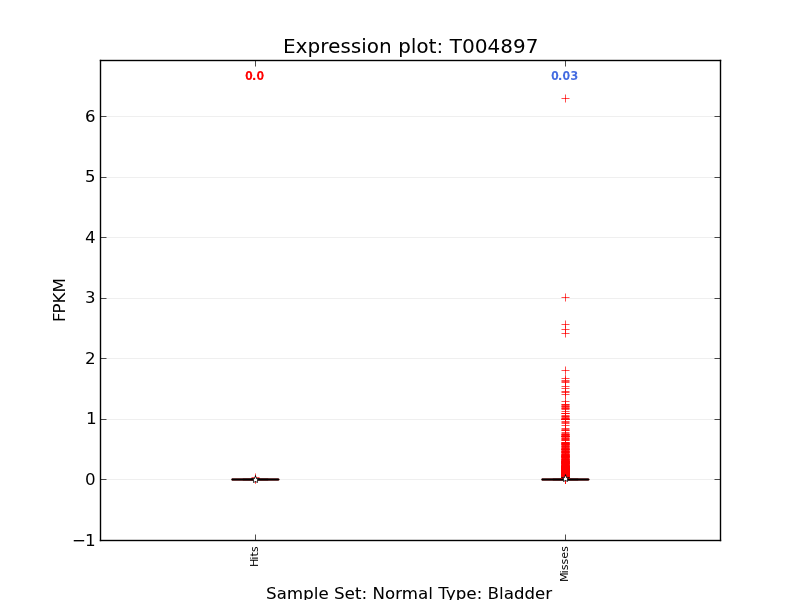 Expression plot: T004897
0.0
0.03
6
5
4
3
2
1
0
−1
FPKM
Hits
Misses
Sample Set: Normal Type: Bladder